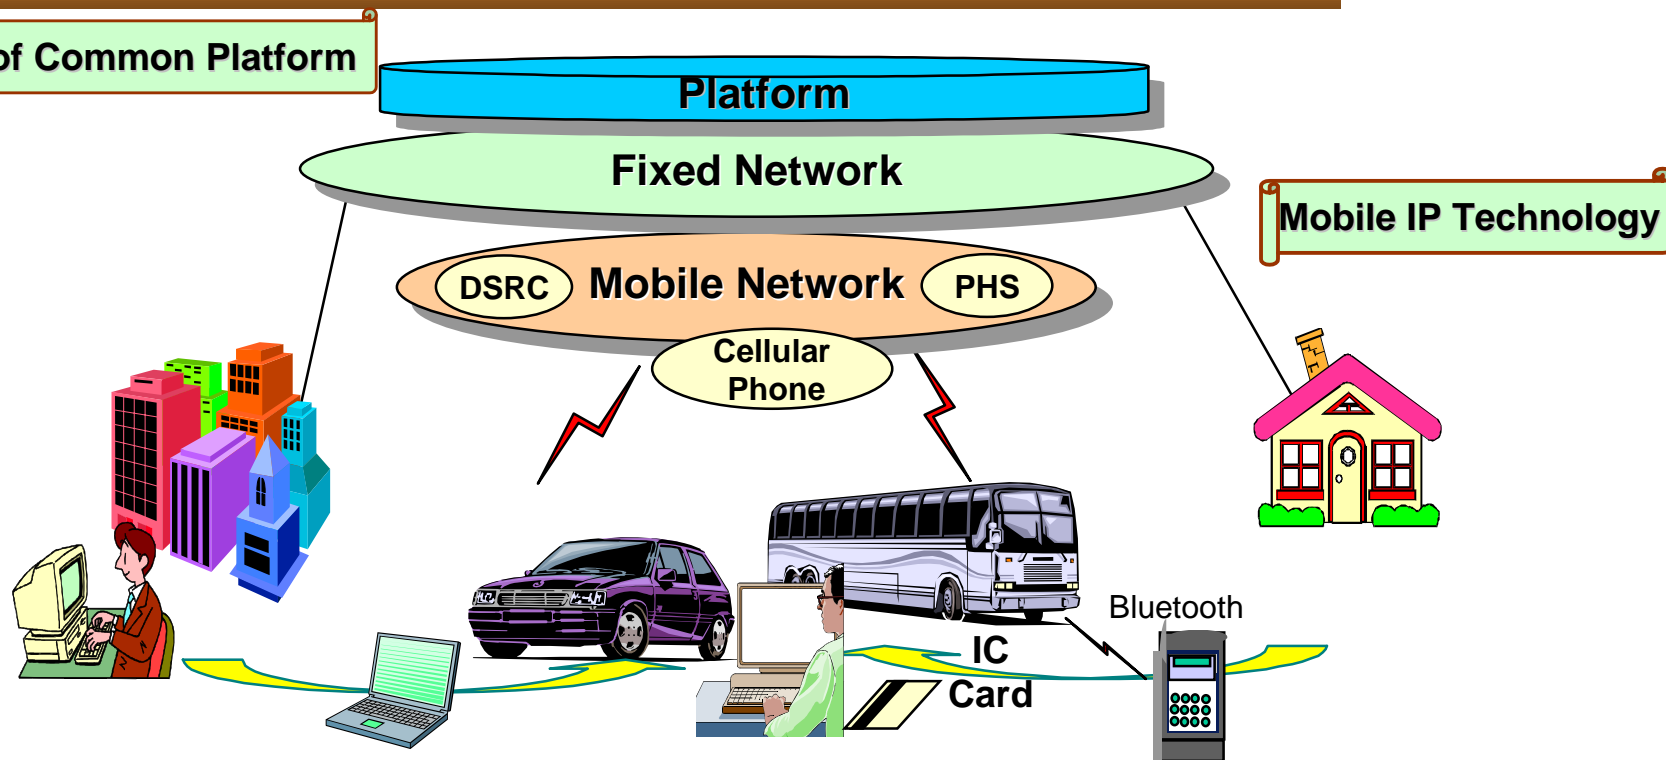 of Common Platform
Platform
Fixed Network
Mobile IP Technology
DSRC
Mobile Network
PHS
Cellular
Phone
Bluetooth
IC
Card